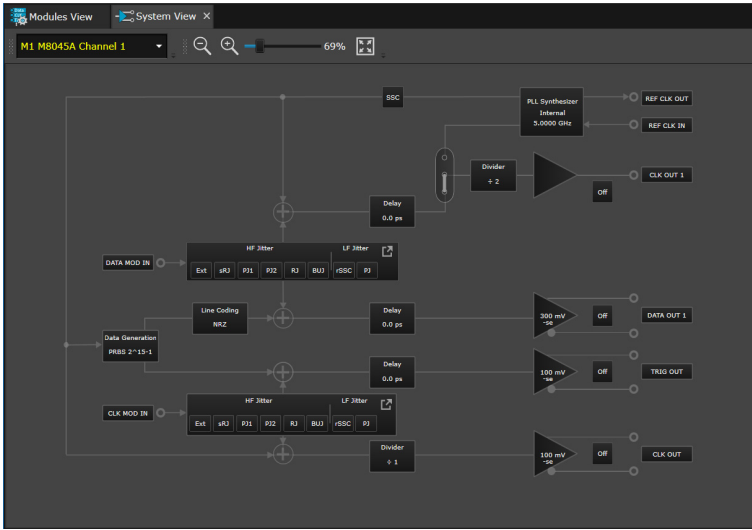 Modules View
System View ×
M1 M8045A Channel 1
69%
SSC
PLL Synthesizer
Internal
5.0000 GHz
REF CLK OUT
REF CLK IN
Divider
÷ 2
Off
CLK OUT 1
Delay
0.0 ps
DATA MOD IN
HF Jitter
LF Jitter
Ext
sRJ
PJ1
PJ2
RJ
BUJ
rSSC
PJ
Line Coding
NRZ
Delay
0.0 ps
300 mV
-se
Off
DATA OUT 1
Data Generation
PRBS 2^15-1
Delay
0.0 ps
100 mV
-se
Off
TRIG OUT
CLK MOD IN
HF Jitter
LF Jitter
Ext
sRJ
PJ1
PJ2
RJ
BUJ
rSSC
PJ
Divider
÷ 1
100 mV
-se
Off
CLK OUT